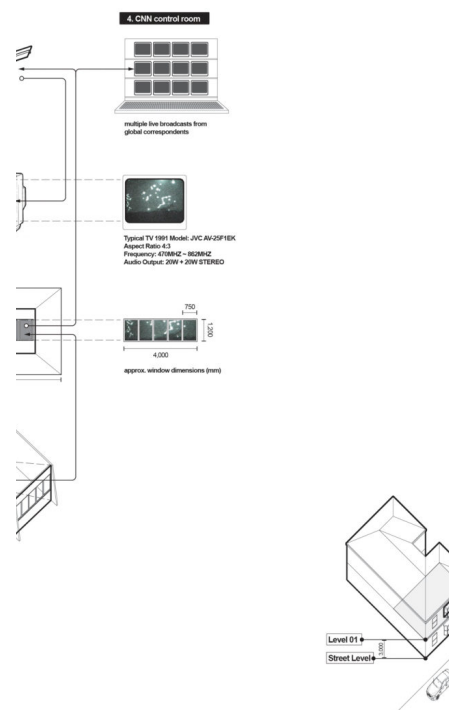 4. CNN control room
multiple live broadcasts from
global correspondents
Typical TV 1991 Model: JVC AV-25F1EK
Aspect Ratio 4:3
Frequency: 470MHZ ~ 862MHZ
Audio Output: 20W + 20W STEREO
750
1,200
4,000
approx. window dimensions (mm)
Level 01
3,000
Street Level